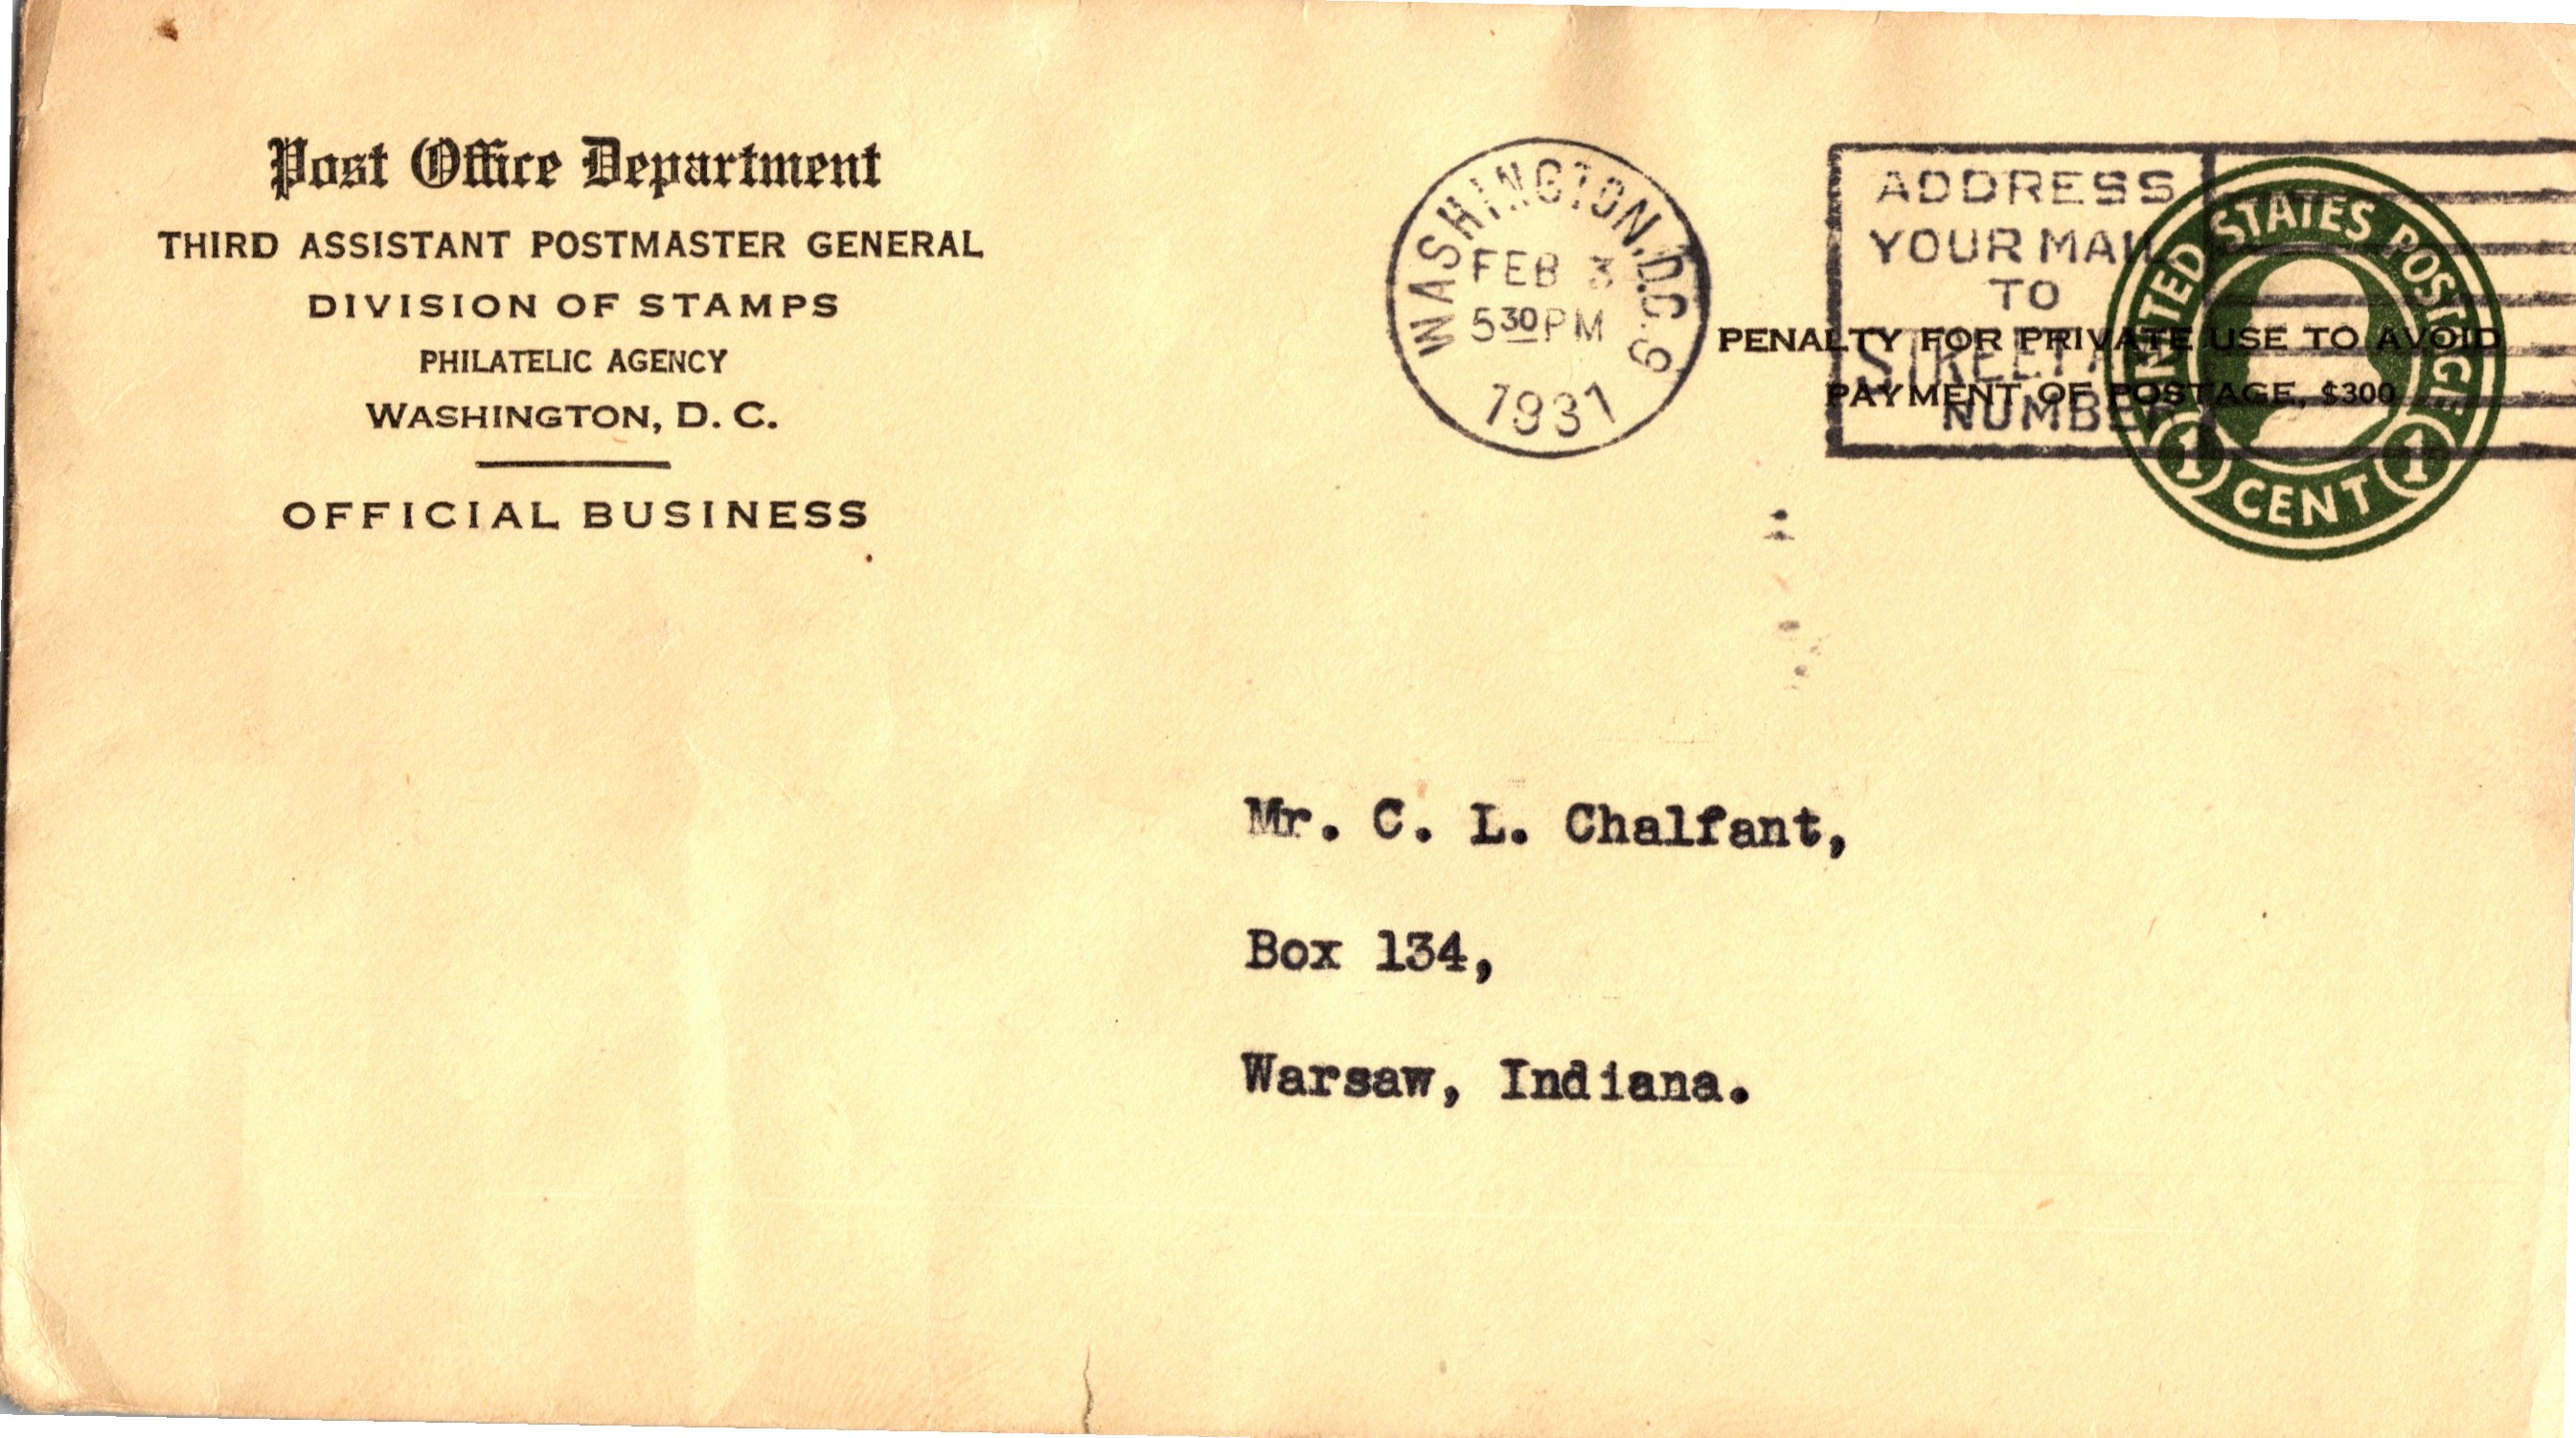 Post Office Department
THIRD ASSISTANT POSTMASTER GENERAL
DIVISION OF STAMPS
PHILATELIC AGENCY
WASHINGTON, D. C.
OFFICIAL BUSINESS
WASHINGTON, D.C. 6
FEB 3
5 30 PM
1931
ADDRESS
YOUR MAIL
TO
STREET
NUMBER
PENALTY FOR PRIVATE USE TO AVOID
PAYMENT OF POSTAGE, $300
UNITED STATES POSTAGE
1 CENT 1
Mr. C. L. Chalfant,
Box 134,
Warsaw, Indiana.